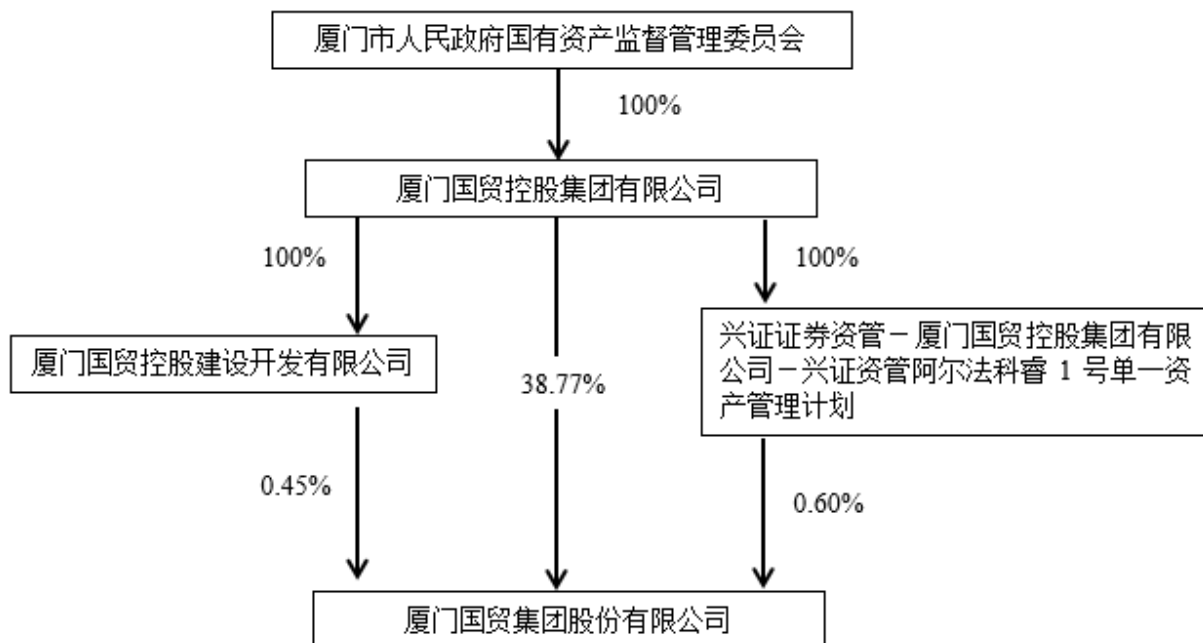 厦门市人民政府国有资产监督管理委员会
100%
厦门国贸控股集团有限公司
100%
100%
厦门国贸控股建设开发有限公司
38.77%
兴证证券资管－厦门国贸控股集团有限
公司－兴证资管阿尔法科睿 1 号单一资
产管理计划
0.45%
0.60%
厦门国贸集团股份有限公司